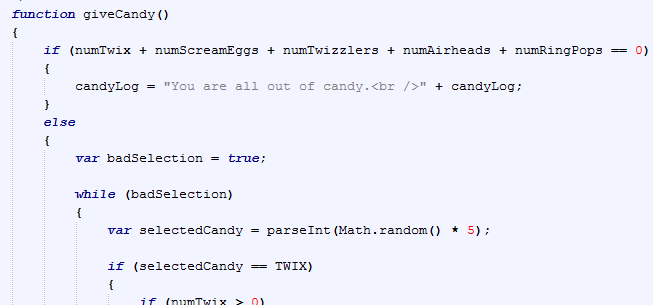 function giveCandy()
{
if (numTwix + numScreamEggs + numTwizzlers + numAirheads + numRingPops == 0)
{
candyLog = "You are all out of candy.<br />" + candyLog;
}
else
{
var badSelection = true;
while (badSelection)
{
var selectedCandy = parseInt(Math.random() * 5);
if (selectedCandy == TWIX)
{
if (numTwix > 0)